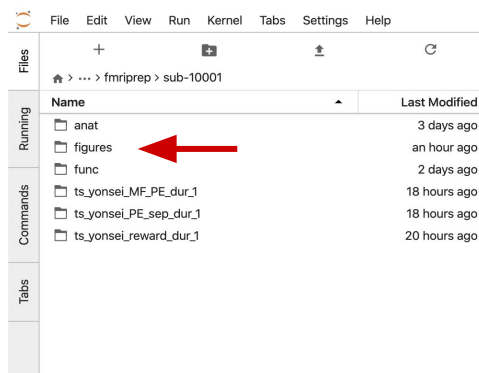 File Edit View Run Kernel Tabs Settings Help
> ··· > fmriprep > sub-10001
Name Last Modified
anat 3 days ago
figures an hour ago
func 2 days ago
ts_yonsei_MF_PE_dur_1 18 hours ago
ts_yonsei_PE_sep_dur_1 18 hours ago
ts_yonsei_reward_dur_1 20 hours ago
Files
Running
Commands
Tabs